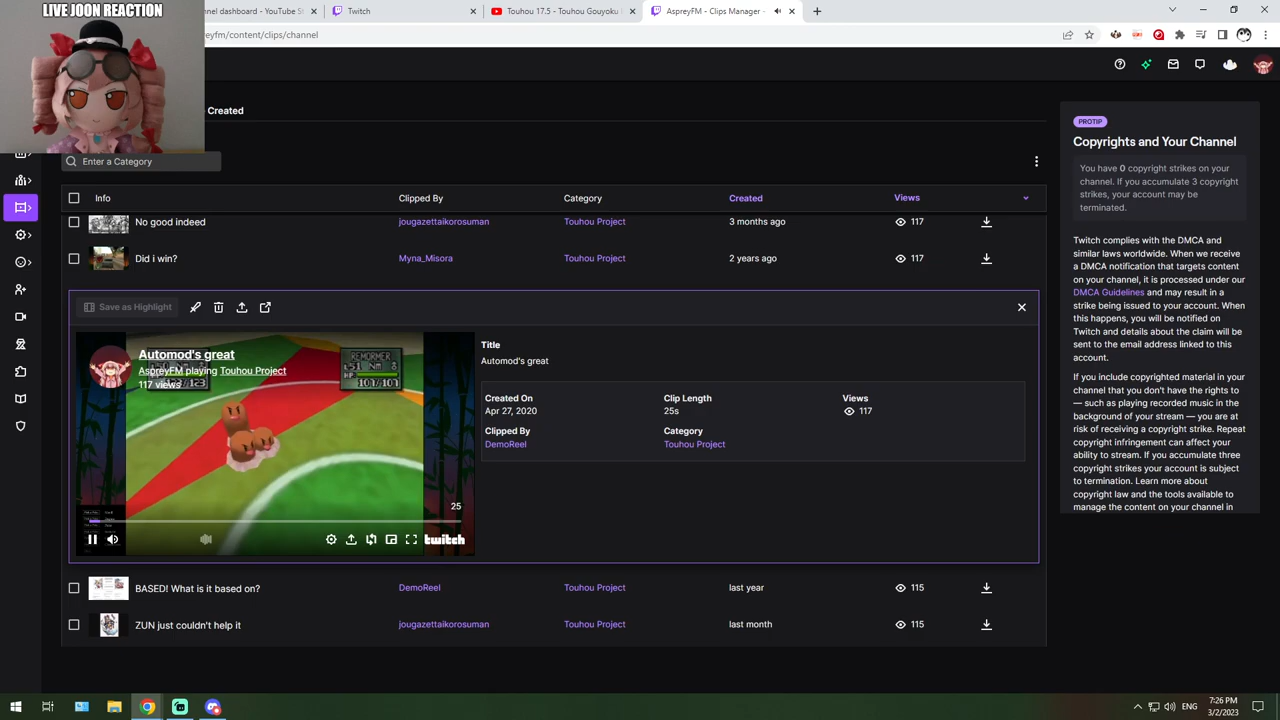 LIVE JOON REACTION
nel dashboard - YouTube S
Twitch
Touhou 17.5 - Touhou Gouyoku
AspreyFM - Clips Manager -
eyfm/content/clips/channel
Created
Enter a Category
Info
Clipped By
Category
Created
Views
No good indeed
jougazettaikorosuman
Touhou Project
3 months ago
117
Did i win?
Myna_Misora
Touhou Project
2 years ago
117
Save as Highlight
Automod's great
AspreyFM playing Touhou Project
117 views
REMORMER
L51 NM 80
HP
107/103
25
twitch
Title
Automod's great
Created On
Apr 27, 2020
Clip Length
25s
Views
117
Clipped By
DemoReel
Category
Touhou Project
BASED! What is it based on?
DemoReel
Touhou Project
last year
115
ZUN just couldn't help it
jougazettaikorosuman
Touhou Project
last month
115
PROTIP
Copyrights and Your Channel
You have 0 copyright strikes on your
channel. If you accumulate 3 copyright
strikes, your account may be
terminated.
Twitch complies with the DMCA and
similar laws worldwide. When we receive
a DMCA notification that targets content
on your channel, it is processed under our
DMCA Guidelines and may result in a
strike being issued to your account. When
this happens, you will be notified on
Twitch and details about the claim will be
sent to the email address linked to this
account.
If you include copyrighted material in your
channel that you don't have the rights to
— such as playing recorded music in the
background of your stream — you are at
risk of receiving a copyright strike. Repeat
copyright infringement can affect your
ability to stream. If you accumulate three
copyright strikes your account is subject
to termination. Learn more about
copyright law and the tools available to
manage the content on your channel in
ENG
7:26 PM
3/2/2023